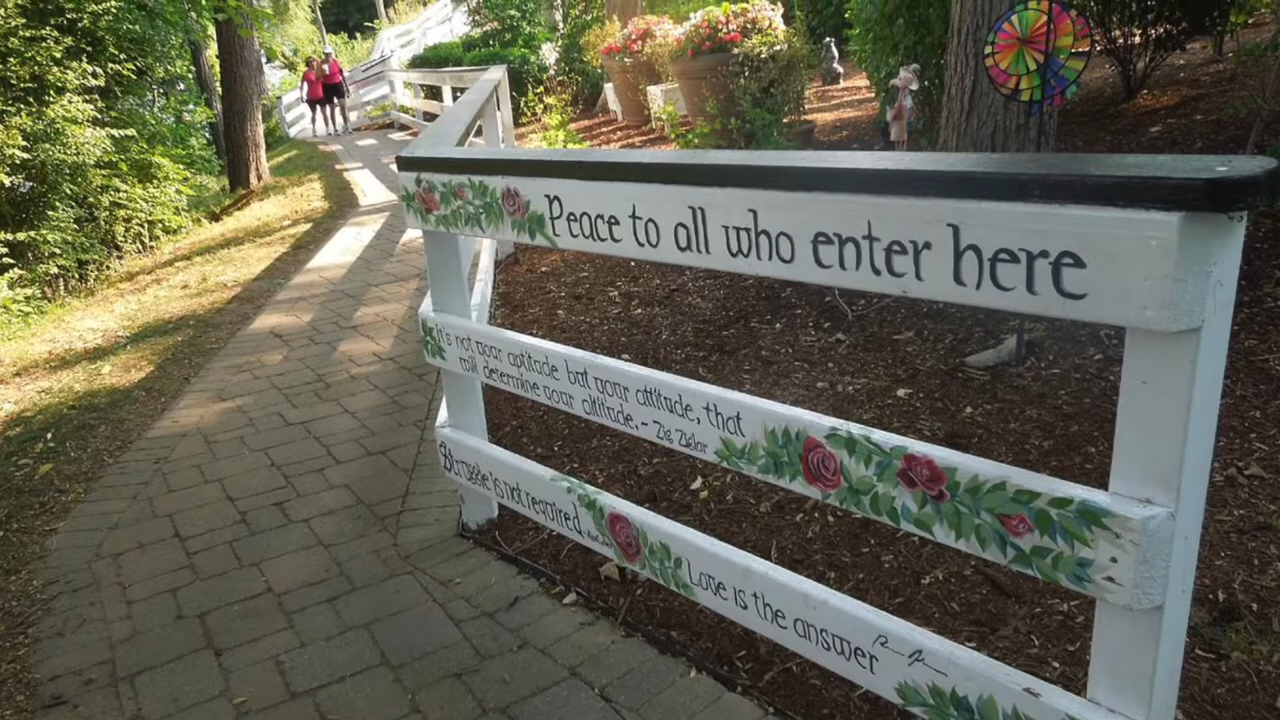 Peace to all who enter here
It's not your aptitude but your attitude, that
will determine your altitude. ~ Zig Ziglar
Struggle is not required.
Love is the answer